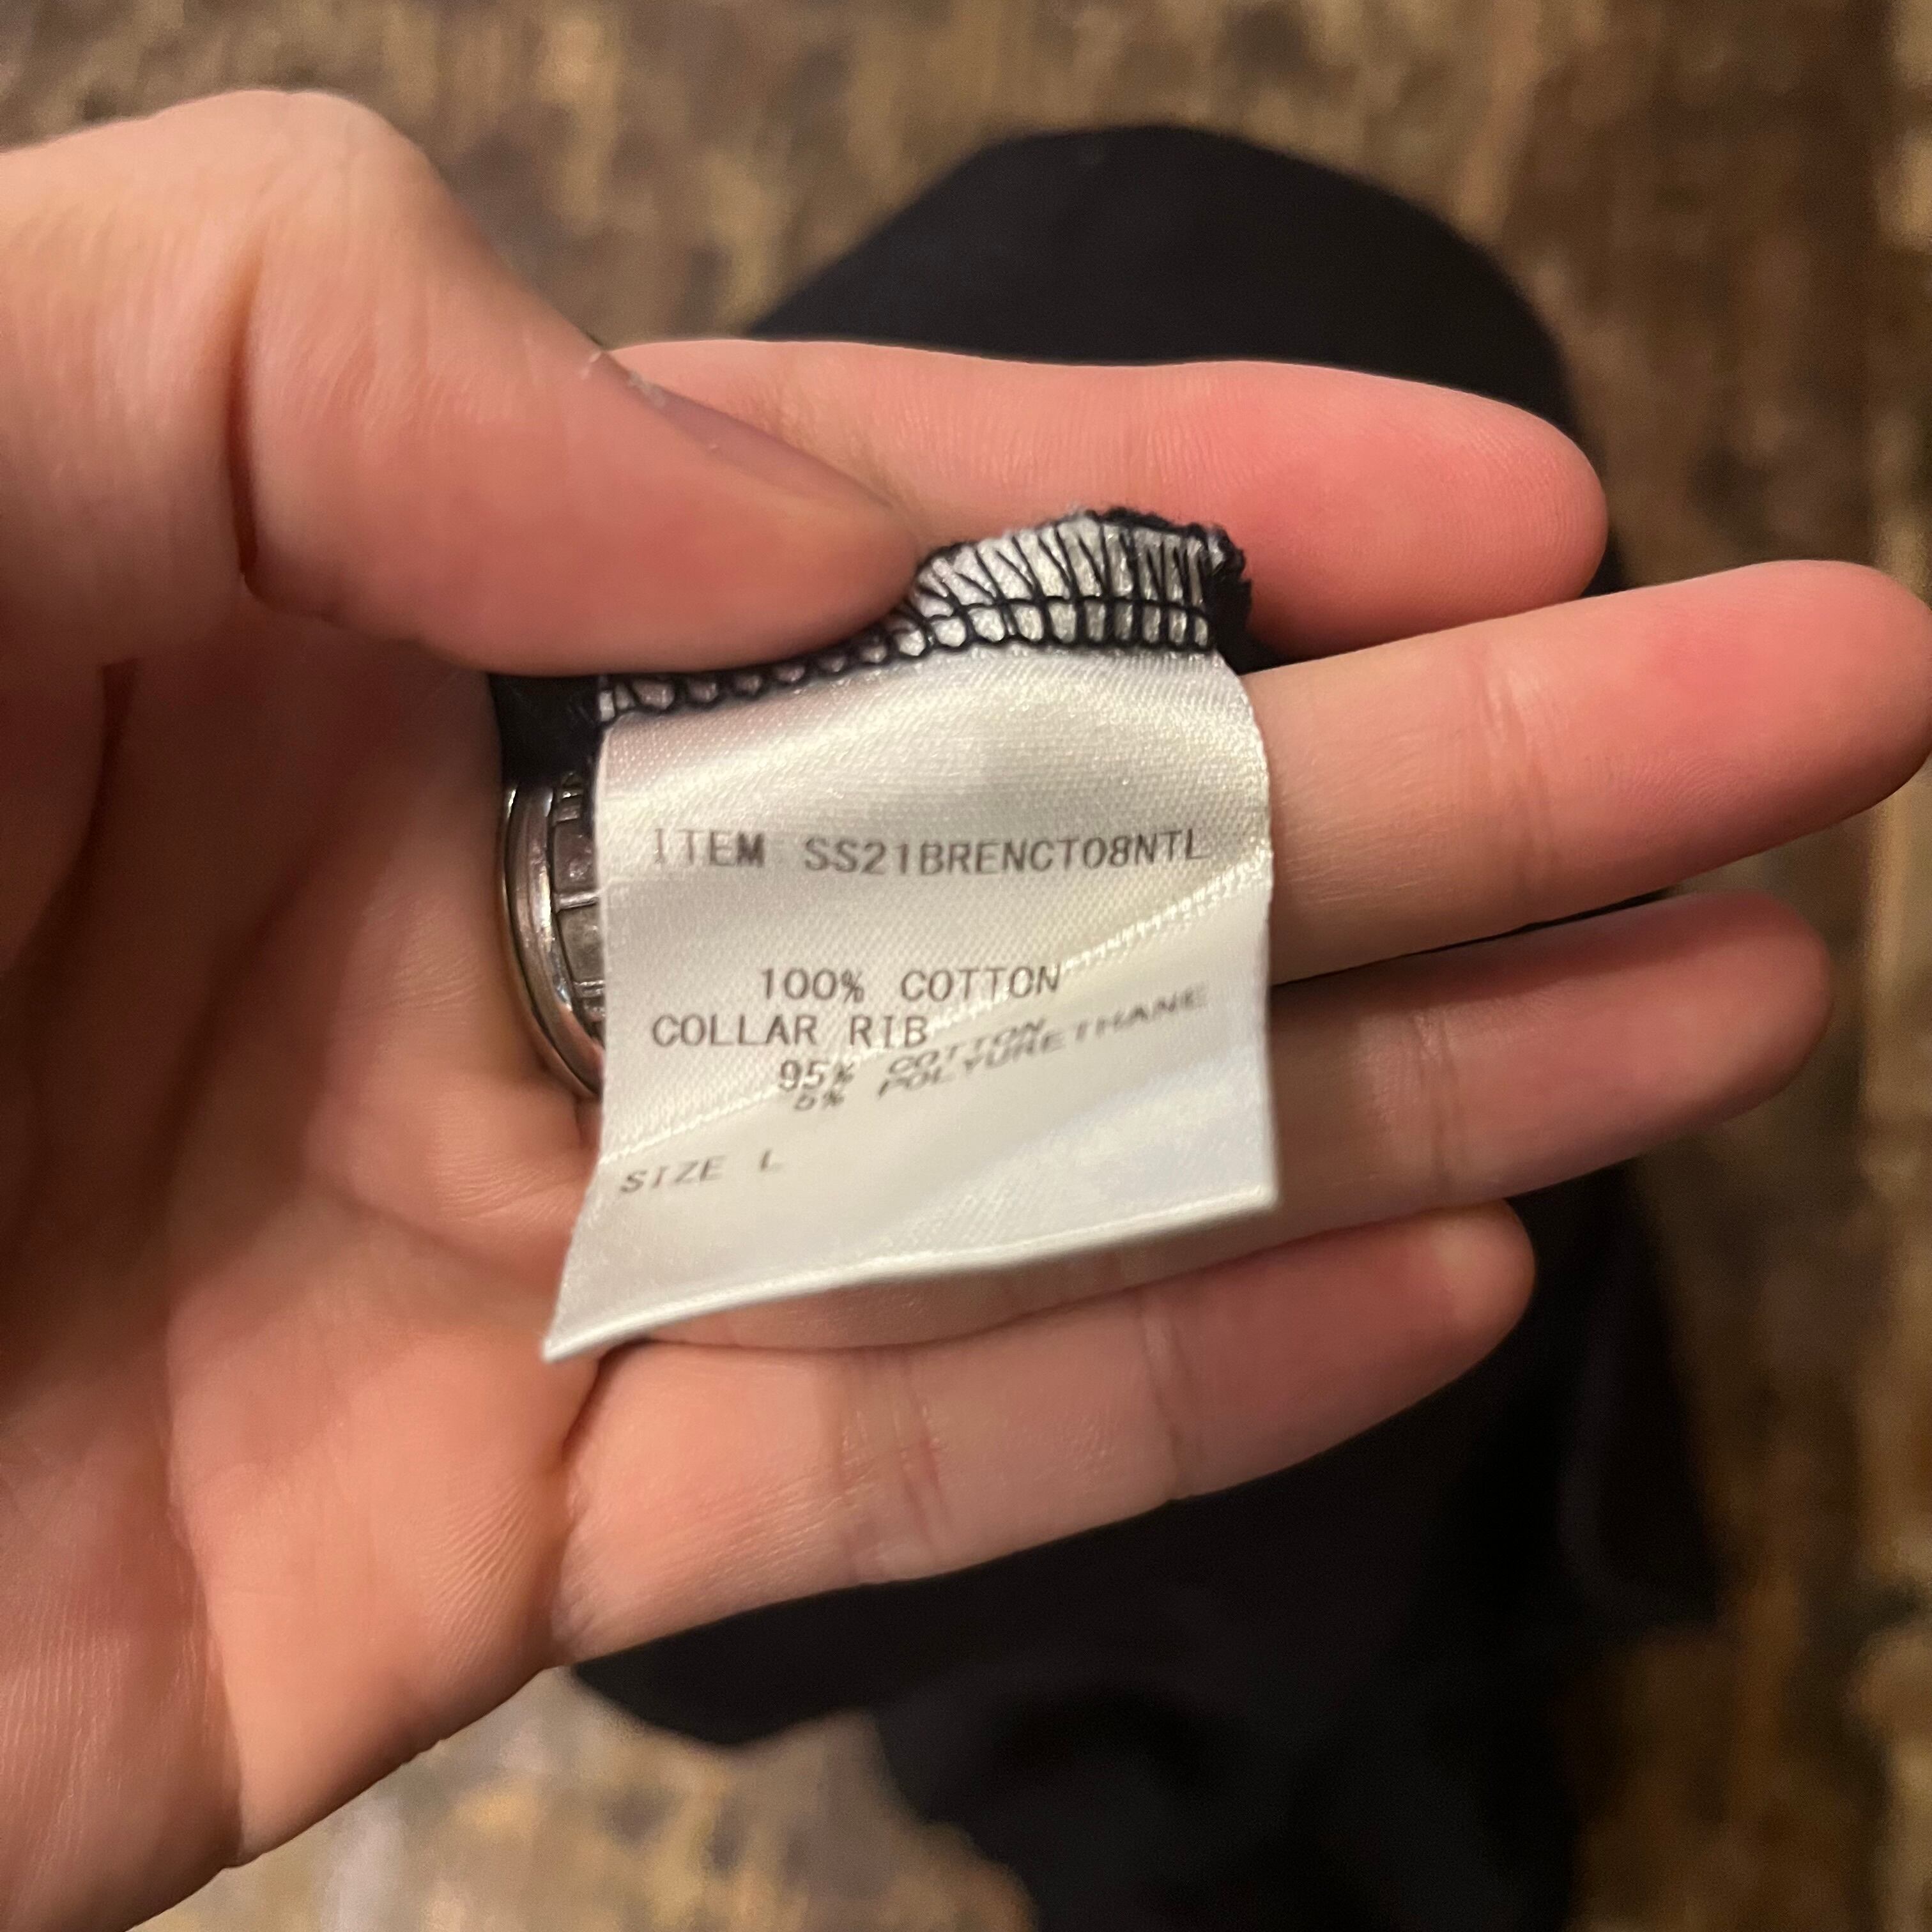 ITEM SS21BRENCT08NTL
100% COTTON
COLLAR RIB
95% COTTON
5% POLYURETHANE
SIZE L